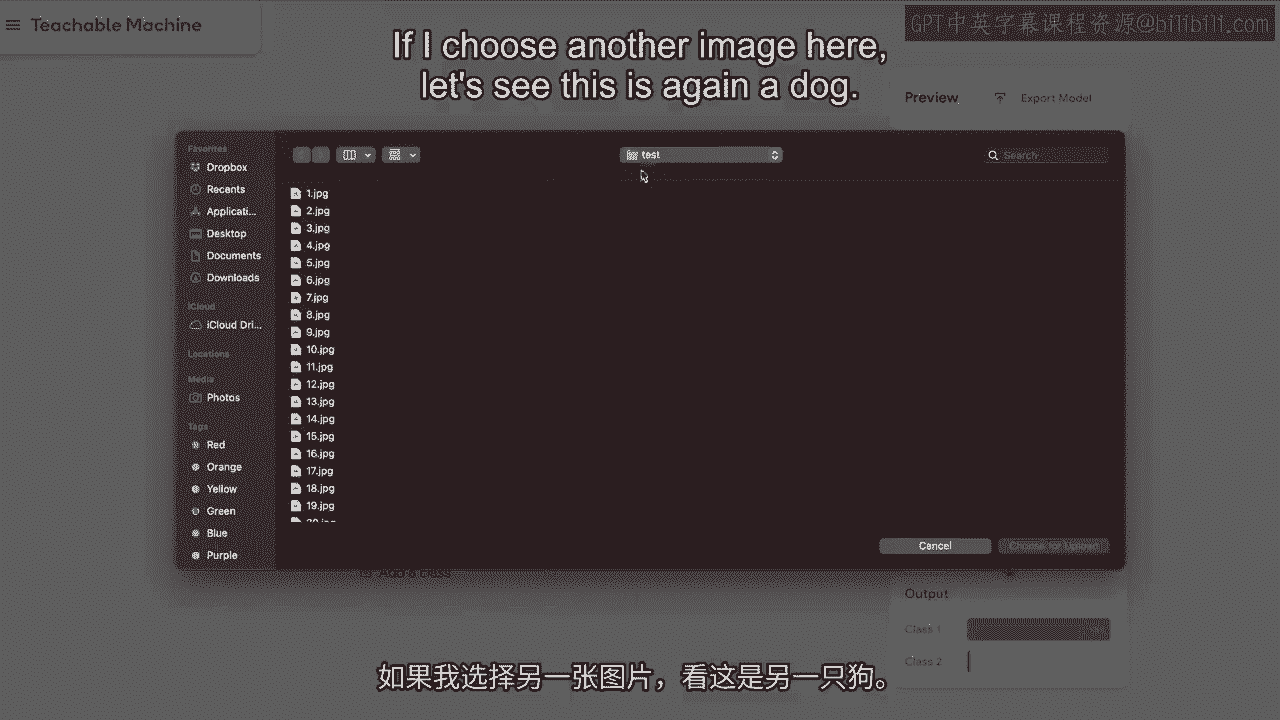 Teachable Machine
GPT中英字幕课程资源@bilibili.com
If I choose another image here,
let's see this is again a dog.
Preview
Export Model
Favorites
Dropbox
Recents
Applicati...
Desktop
Documents
Downloads
iCloud
iCloud Dri...
Locations
Media
Photos
Tags
Red
Orange
Yellow
Green
Blue
Purple
test
Search
1.jpg
2.jpg
3.jpg
4.jpg
5.jpg
6.jpg
7.jpg
8.jpg
9.jpg
10.jpg
11.jpg
12.jpg
13.jpg
14.jpg
15.jpg
16.jpg
17.jpg
18.jpg
19.jpg
Cancel
Choose for Upload
Add a class
Output
Class 1
Class 2
如果我选择另一张图片，看这是另一只狗。